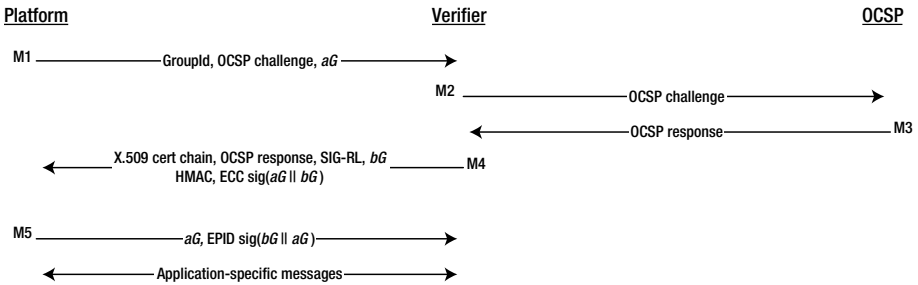 Platform Verifier OCSP
M1 GroupId, OCSP challenge, aG
M2 OCSP challenge
OCSP response M3
X.509 cert chain, OCSP response, SIG-RL, bG M4
HMAC, ECC sig(aG || bG )
M5 aG, EPID sig(bG || aG )
Application-specific messages